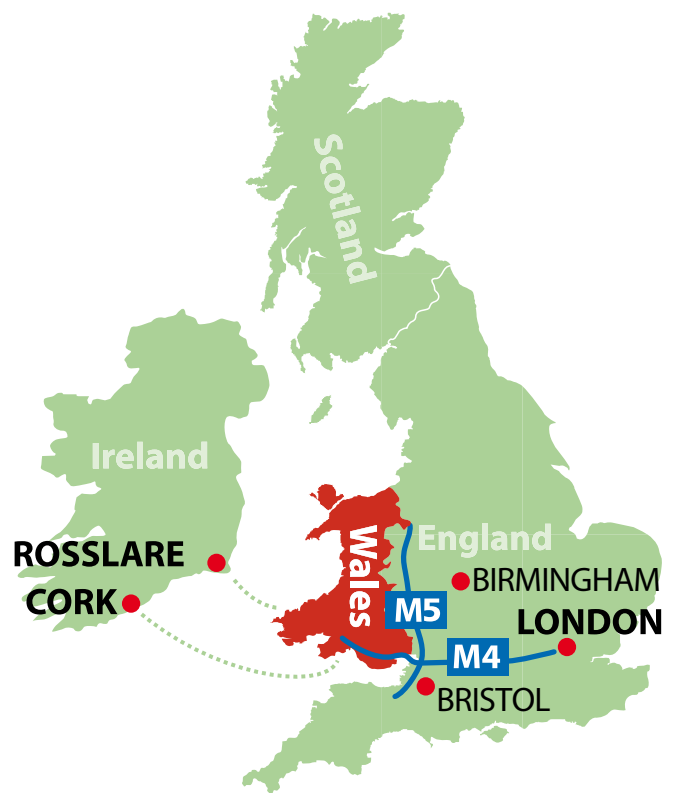 Scotland
Ireland
England
Wales
ROSSLARE
CORK
BIRMINGHAM
M5
LONDON
M4
BRISTOL